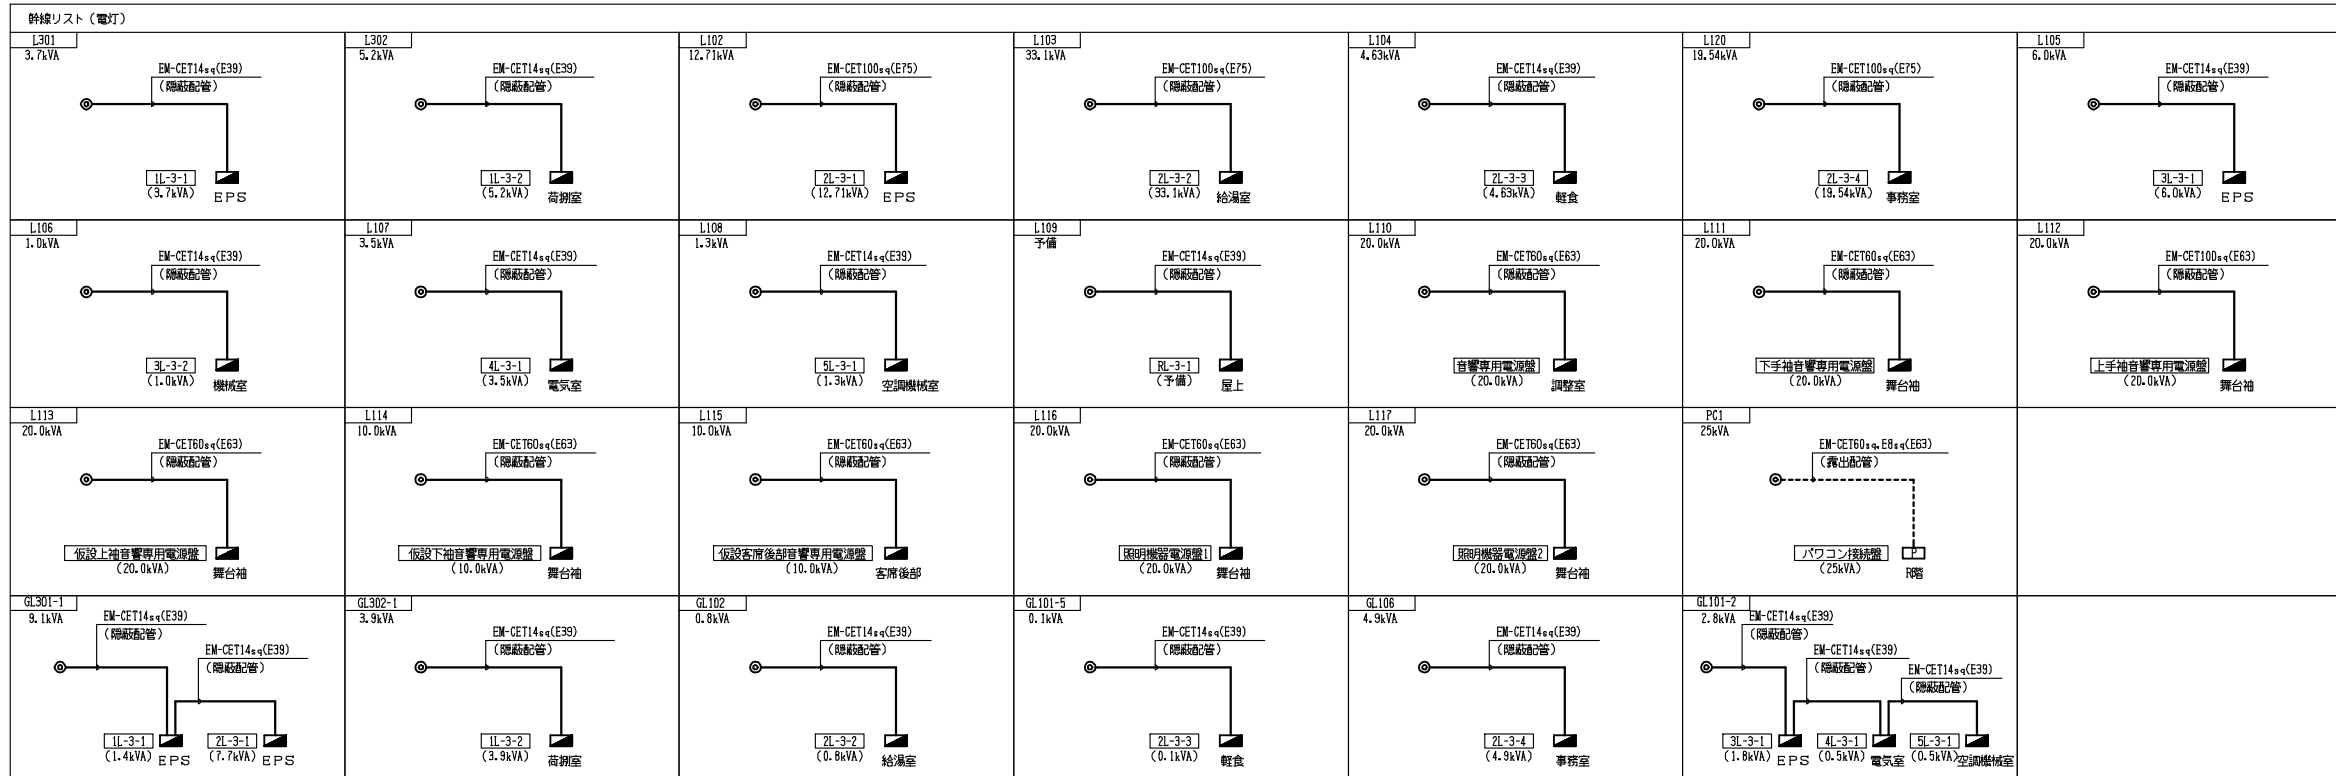 幹線リスト（電灯）
L301
3.7kVA
EM-CET14sq(E39)
（隠蔽配管）
1L-3-1
(3.7kVA)
EPS
L302
5.2kVA
EM-CET14sq(E39)
（隠蔽配管）
1L-3-2
(5.2kVA)
荷捌室
L102
12.71kVA
EM-CET100sq(E75)
（隠蔽配管）
2L-3-1
(12.71kVA)
EPS
L103
33.1kVA
EM-CET100sq(E75)
（隠蔽配管）
2L-3-2
(33.1kVA)
給湯室
L104
4.63kVA
EM-CET14sq(E39)
（隠蔽配管）
2L-3-3
(4.63kVA)
軽食
L120
19.54kVA
EM-CET100sq(E75)
（隠蔽配管）
2L-3-4
(19.54kVA)
事務室
L105
6.0kVA
EM-CET14sq(E39)
（隠蔽配管）
3L-3-1
(6.0kVA)
EPS
L106
1.0kVA
EM-CET14sq(E39)
（隠蔽配管）
3L-3-2
(1.0kVA)
機械室
L107
3.5kVA
EM-CET14sq(E39)
（隠蔽配管）
4L-3-1
(3.5kVA)
電気室
L108
1.3kVA
EM-CET14sq(E39)
（隠蔽配管）
5L-3-1
(1.3kVA)
空調機械室
L109
予備
EM-CET14sq(E39)
（隠蔽配管）
RL-3-1
(予備)
屋上
L110
20.0kVA
EM-CET60sq(E63)
（隠蔽配管）
音響専用電源盤
(20.0kVA)
調整室
L111
20.0kVA
EM-CET60sq(E63)
（隠蔽配管）
下手袖音響専用電源盤
(20.0kVA)
舞台袖
L112
20.0kVA
EM-CET100sq(E63)
（隠蔽配管）
上手袖音響専用電源盤
(20.0kVA)
舞台袖
L113
20.0kVA
EM-CET60sq(E63)
（隠蔽配管）
仮設上袖音響専用電源盤
(20.0kVA)
舞台袖
L114
10.0kVA
EM-CET60sq(E63)
（隠蔽配管）
仮設下袖音響専用電源盤
(10.0kVA)
舞台袖
L115
10.0kVA
EM-CET60sq(E63)
（隠蔽配管）
仮設客席後部音響専用電源盤
(10.0kVA)
客席後部
L116
20.0kVA
EM-CET60sq(E63)
（隠蔽配管）
照明機器電源盤1
(20.0kVA)
舞台袖
L117
20.0kVA
EM-CET60sq(E63)
（隠蔽配管）
照明機器電源盤2
(20.0kVA)
舞台袖
PC1
25kVA
EM-CET60sq.E8sq(E63)
（露出配管）
パワコン接続盤
P
(25kVA)
R階
GL301-1
9.1kVA
EM-CET14sq(E39)
（隠蔽配管）
EM-CET14sq(E39)
（隠蔽配管）
1L-3-1
(1.4kVA)
EPS
2L-3-1
(7.7kVA)
EPS
GL302-1
3.9kVA
EM-CET14sq(E39)
（隠蔽配管）
1L-3-2
(3.9kVA)
荷捌室
GL102
0.8kVA
EM-CET14sq(E39)
（隠蔽配管）
2L-3-2
(0.8kVA)
給湯室
GL101-5
0.1kVA
EM-CET14sq(E39)
（隠蔽配管）
2L-3-3
(0.1kVA)
軽食
GL106
4.9kVA
EM-CET14sq(E39)
（隠蔽配管）
2L-3-4
(4.9kVA)
事務室
GL101-2
2.8kVA
EM-CET14sq(E39)
（隠蔽配管）
EM-CET14sq(E39)
（隠蔽配管）
EM-CET14sq(E39)
（隠蔽配管）
3L-3-1
(1.8kVA)
EPS
4L-3-1
(0.5kVA)
電気室
5L-3-1
(0.5kVA)
空調機械室